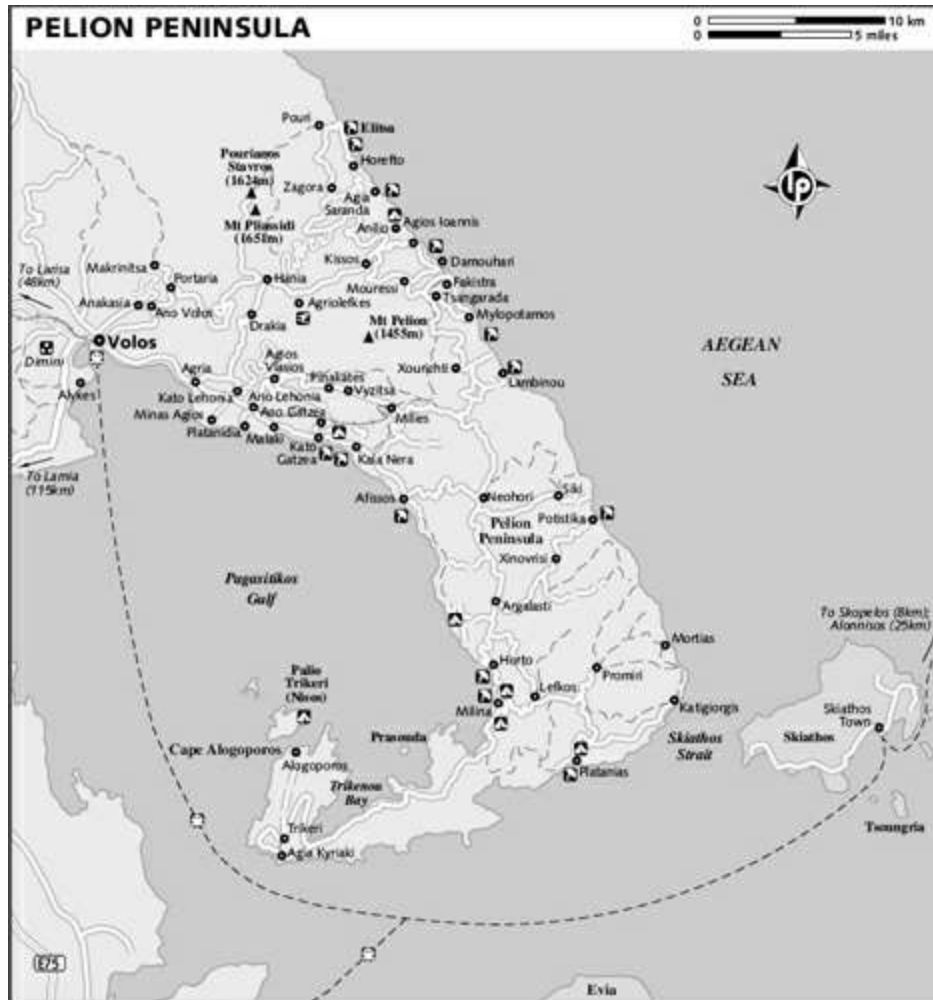 PELION PENINSULA
0
10 km
0
5 miles
Pouri
Elitsa
Pourianos
Stavros
(1624m)
Horefto
Zagora
Agia
Saranda
Mt Pliassidi
(1651m)
Anilio
Agios Ioannis
lp
Makrinitsa
Kissos
Damouhari
To Larisa
(48km)
Portaria
Hania
Mouressi
Fakistra
Tsangarada
Anakasia
Ano Volos
Agriolefkes
Drakia
Mt Pelion
(1455m)
Mylopotamos
Volos
Dimini
AEGEAN
SEA
Agios
Vlasios
Xourichti
Lambinou
Alykes
Agria
Pinakates
Kato Lehonia
Ano Lehonia
Vyzitsa
Minas Agios
Ano Gatzea
Milies
Platanidia
Malaki
Kato
Gatzea
Kala Nera
To Lamia
(115km)
Afissos
Neohori
Siki
Pelion
Peninsula
Potistika
Xinovrisi
Pagasitikos
Gulf
Argalasti
To Skopelos (8km);
Alonnisos (25km)
Mortias
Horto
Promiri
Palio
Trikeri
(Nisos)
Lefkos
Milina
Katigiorgis
Skiathos
Town
Prasouda
Skiathos
Strait
Skiathos
Cape Alogoporos
Alogoporos
Platanias
Trikeriou
Bay
Tsoungria
Trikeri
Agia Kyriaki
E75
Evia